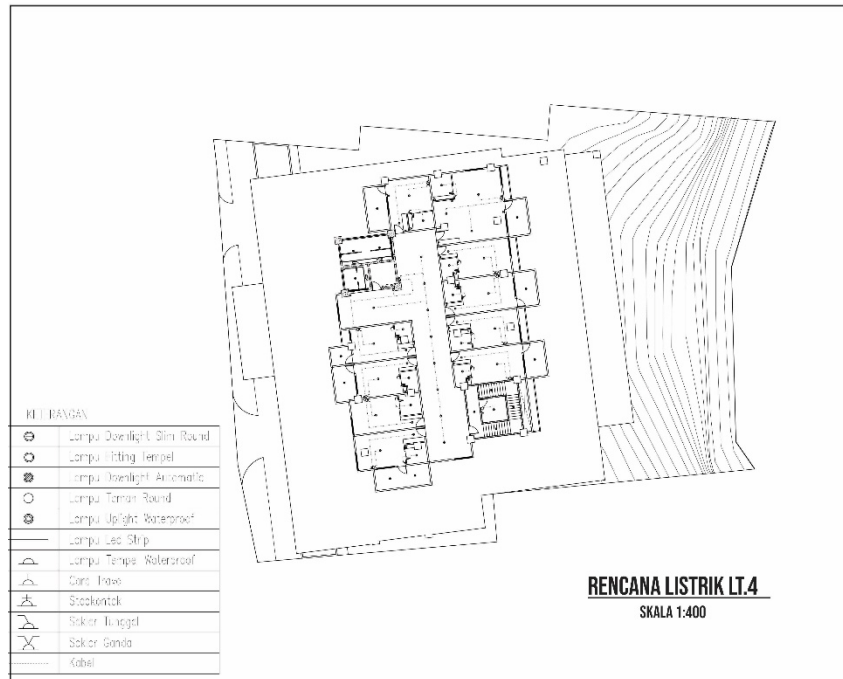 KETERANGAN
Lampu Downlight Slim Round
Lampu Fitting Tempel
Lampu Downlight Automatic
Lampu Taman Round
Lampu Uplight Waterproof
Lampu Led Strip
Lampu Tempel Waterproof
Card Travel
Stopkontak
Saklar Tunggal
Saklar Ganda
Kabel
RENCANA LISTRIK LT.4
SKALA 1:400